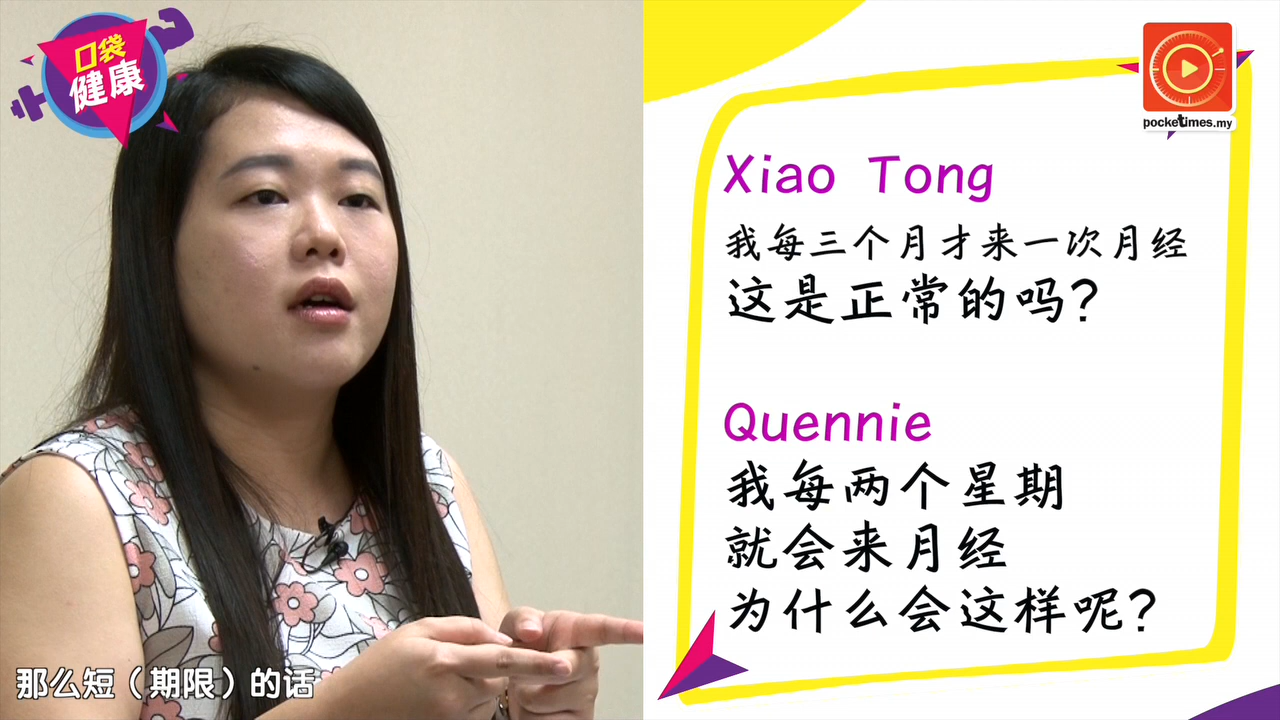 口袋
健康
pocketimes.my
Xiao Tong
我每三个月才来一次月经
这是正常的吗?
Quennie
我每两个星期
就会来月经
为什么会这样呢?
那么短（期限）的话